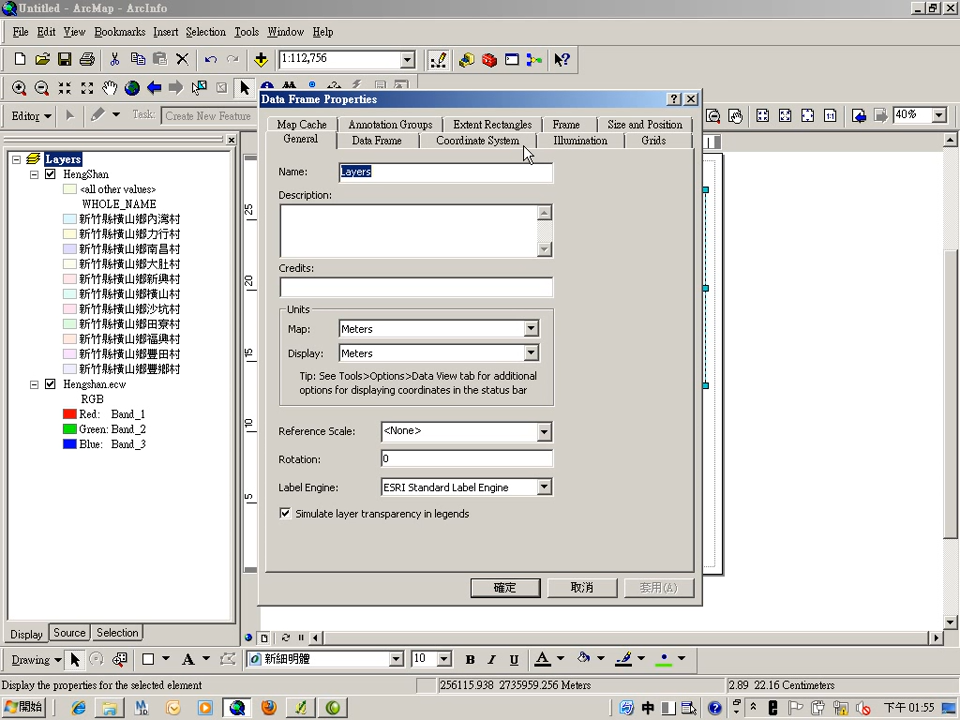 Untitled - ArcMap - ArcInfo
File Edit View Bookmarks Insert Selection Tools Window Help
1:112,756
Editor Task: Create New Feature 40%
Data Frame Properties
Map Cache Annotation Groups Extent Rectangles Frame Size and Position
General Data Frame Coordinate System Illumination Grids
Layers
HengShan
<all other values>
WHOLE_NAME
新竹縣橫山鄉內灣村
新竹縣橫山鄉力行村
新竹縣橫山鄉南昌村
新竹縣橫山鄉大肚村
新竹縣橫山鄉新興村
新竹縣橫山鄉橫山村
新竹縣橫山鄉沙坑村
新竹縣橫山鄉田寮村
新竹縣橫山鄉福興村
新竹縣橫山鄉豐田村
新竹縣橫山鄉豐鄉村
Hengshan.ecw
RGB
Red: Band_1
Green: Band_2
Blue: Band_3
25
20
15
10
5
Name: Layers
Description:
Credits:
Units
Map: Meters
Display: Meters
Tip: See Tools>Options>Data View tab for additional
options for displaying coordinates in the status bar
Reference Scale: <None>
Rotation: 0
Label Engine: ESRI Standard Label Engine
Simulate layer transparency in legends
確定 取消 套用(A)
Display Source Selection
Drawing A 新細明體 10 B I U A
Display the properties for the selected element 256115.938 2735959.256 Meters 2.89 22.16 Centimeters
開始 中 下午 01:55